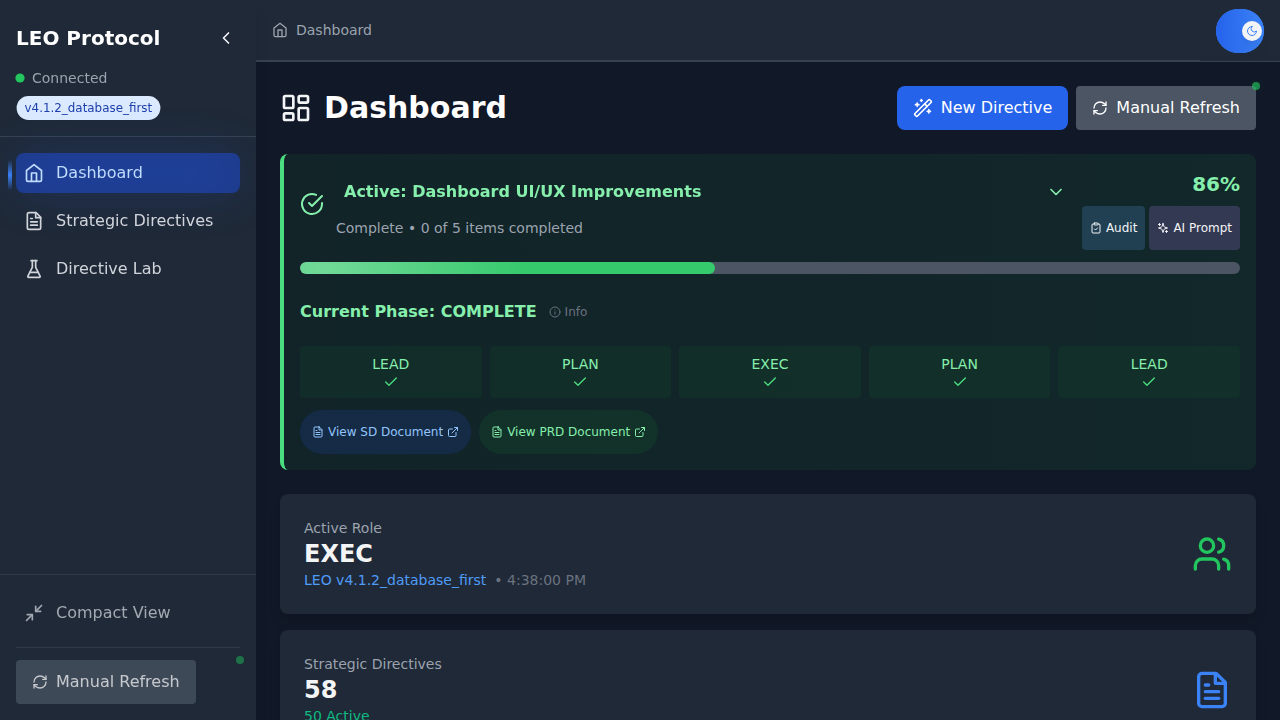 LEO Protocol
Connected
v4.1.2_database_first
Dashboard
Strategic Directives
Directive Lab
Compact View
Manual Refresh
Dashboard
Dashboard
New Directive
Manual Refresh
Active: Dashboard UI/UX Improvements
86%
Complete • 0 of 5 items completed
Audit
AI Prompt
Current Phase: COMPLETE
Info
LEAD
PLAN
EXEC
PLAN
LEAD
View SD Document
View PRD Document
Active Role
EXEC
LEO v4.1.2_database_first • 4:38:00 PM
Strategic Directives
58
50 Active